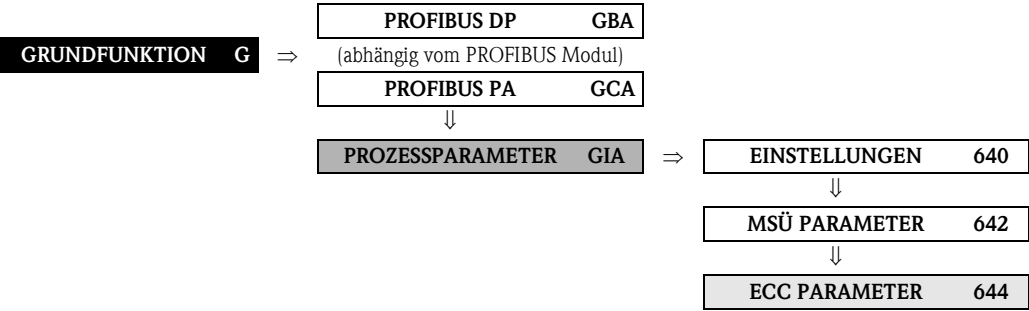 PROFIBUS DP GBA
GRUNDFUNKTION G ⇒ (abhängig vom PROFIBUS Modul)
PROFIBUS PA GCA
⇓
PROZESSPARAMETER GIA ⇒ EINSTELLUNGEN 640
⇓
MSÜ PARAMETER 642
⇓
ECC PARAMETER 644